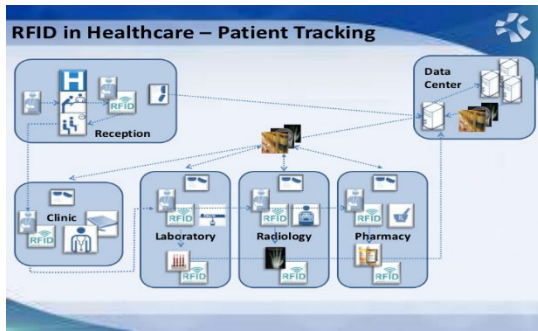 RFID in Healthcare – Patient Tracking
H
RFID
Reception
Data
Center
Clinic
RFID
RFID
Laboratory
RFID
RFID
Radiology
RFID
RFID
Pharmacy
RFID